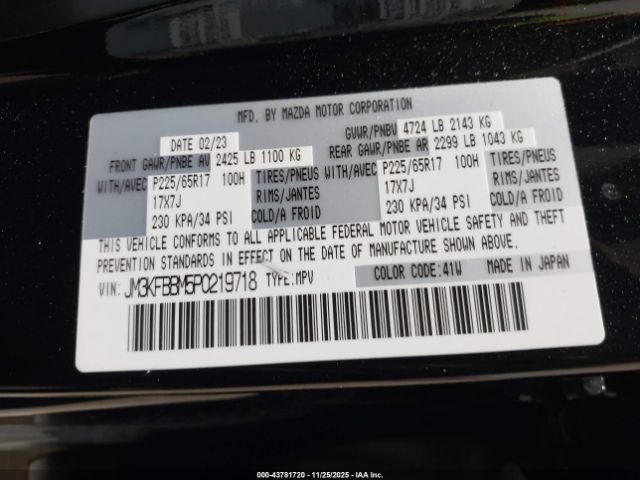 MFD. BY MAZDA MOTOR CORPORATION
DATE 02/23 GVWR/PNBV 4724 LB 2143 KG
FRONT GAWR/PNBE AV 2425 LB 1100 KG REAR GAWR/PNBE AR 2299 LB 1043 KG
WITH/AVEC P225/65R17 100H TIRES/PNEUS WITH/AVEC P225/65R17 100H TIRES/PNEUS
17X7J RIMS/JANTES 17X7J RIMS/JANTES
230 KPA/34 PSI COLD/A FROID 230 KPA/34 PSI COLD/A FROID
THIS VEHICLE CONFORMS TO ALL APPLICABLE FEDERAL MOTOR VEHICLE SAFETY AND THEFT
PREVENTION STANDARDS IN EFFECT ON THE DATE OF MANUFACTURE SHOWN ABOVE.
VIN: JM3KFBBM5P0219718 TYPE: MPV COLOR CODE: 41W MADE IN JAPAN
000-43781720 11/25/2025 IAAI.COM